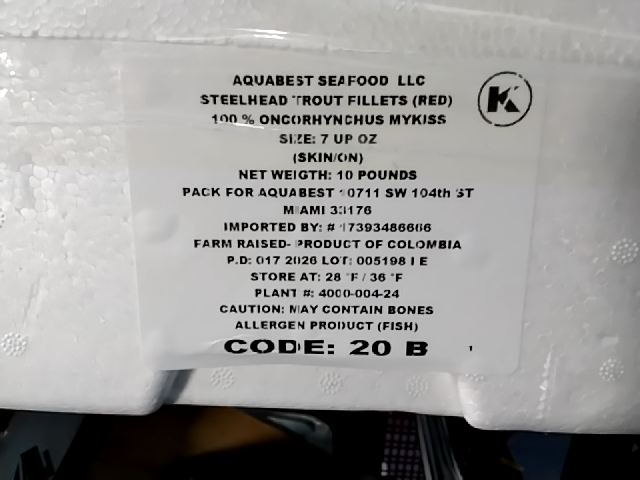 AQUABEST SEAFOOD LLC
STEELHEAD TROUT FILLETS (RED)
K
100 % ONCORHYNCHUS MYKISS
SIZE: 7 UP OZ
(SKIN/ON)
NET WEIGTH: 10 POUNDS
PACK FOR AQUABEST 10711 SW 104th ST
MIAMI 33176
IMPORTED BY: # 17393486666
FARM RAISED- PRODUCT OF COLOMBIA
P.D: 017 2026 LOT: 005198 I E
STORE AT: 28 °F / 36 °F
PLANT #: 4000-004-24
CAUTION: MAY CONTAIN BONES
ALLERGEN PRODUCT (FISH)
CODE: 20 B